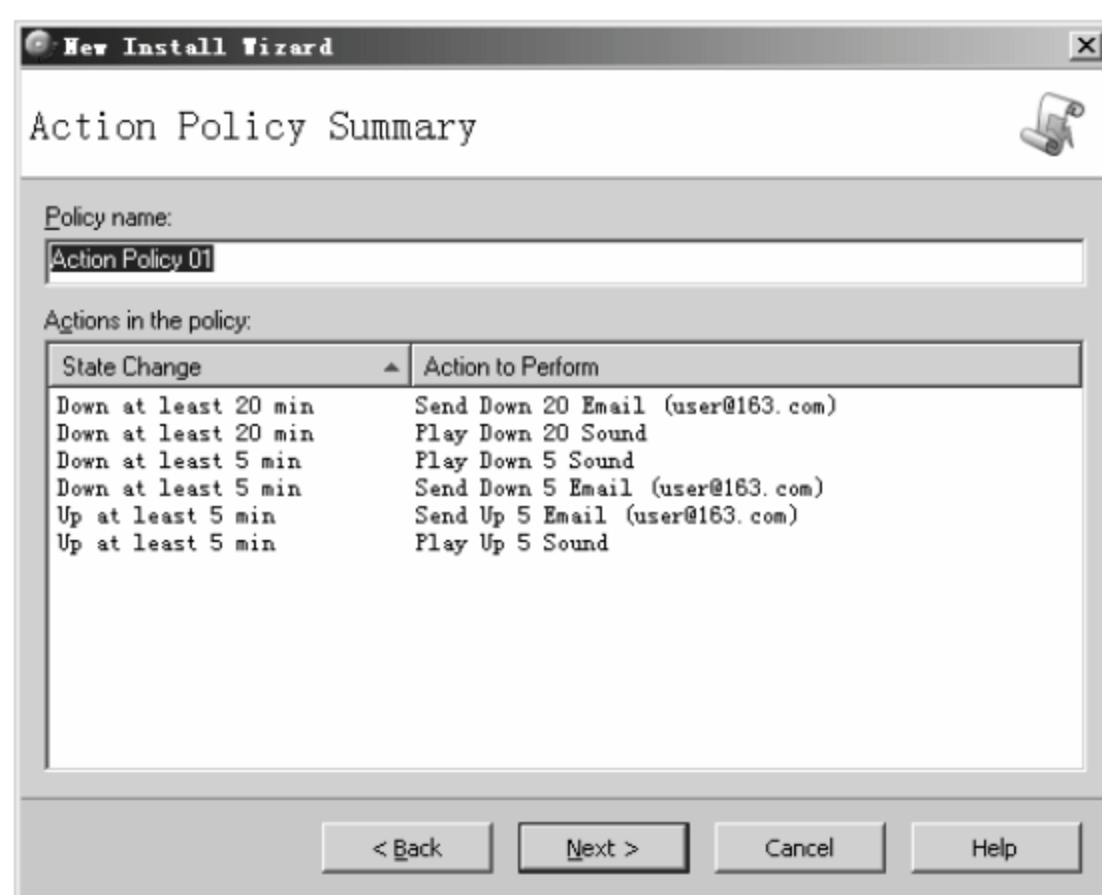 New Install Wizard
Action Policy Summary
Policy name:
Action Policy 01
Actions in the policy:
State Change Action to Perform
Down at least 20 min Send Down 20 Email (user@163.com)
Down at least 20 min Play Down 20 Sound
Down at least 5 min Play Down 5 Sound
Down at least 5 min Send Down 5 Email (user@163.com)
Up at least 5 min Send Up 5 Email (user@163.com)
Up at least 5 min Play Up 5 Sound
< Back Next > Cancel Help